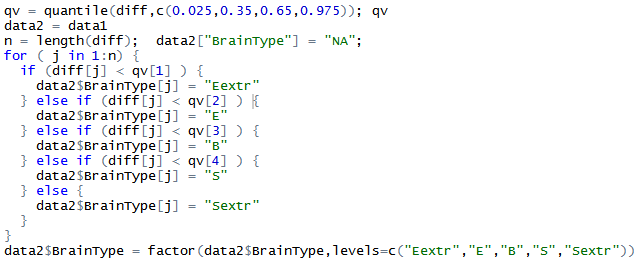 qv = quantile(diff,c(0.025,0.35,0.65,0.975)); qv
data2 = data1
n = length(diff);  data2["BrainType"] = "NA";
for ( j in 1:n) {
  if (diff[j] < qv[1] ) {
    data2$BrainType[j] = "Eextr"
  } else if (diff[j] < qv[2] ) {
    data2$BrainType[j] = "E"
  } else if (diff[j] < qv[3] ) {
    data2$BrainType[j] = "B"
  } else if (diff[j] < qv[4] ) {
    data2$BrainType[j] = "S"
  } else {
    data2$BrainType[j] = "Sextr"
  }
}
data2$BrainType = factor(data2$BrainType,levels=c("Eextr","E","B","S","Sextr"))